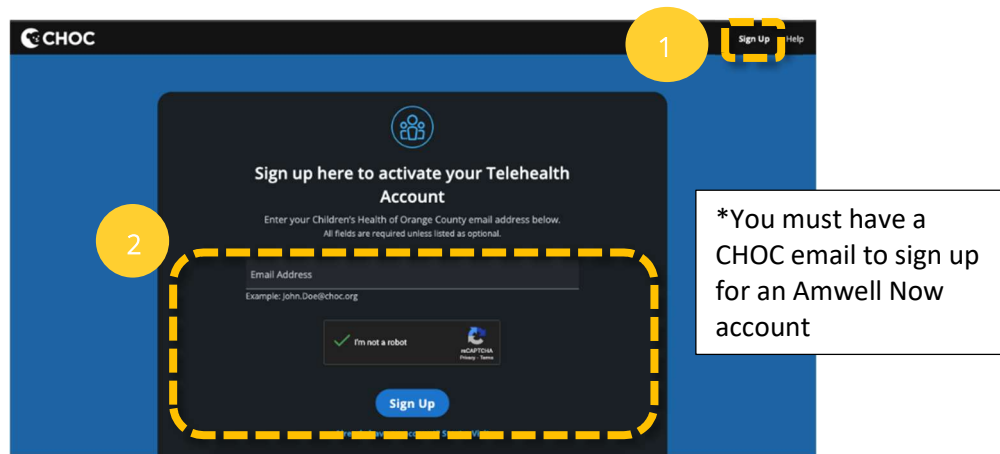 CHOC
1
Sign Up
Help
Sign up here to activate your Telehealth
Account
Enter your Children's Health of Orange County email address below.
All fields are required unless listed as optional.
2
Email Address
Example: John.Doe@choc.org
I'm not a robot
reCAPTCHA
Privacy - Terms
Sign Up
*You must have a
CHOC email to sign up
for an Amwell Now
account